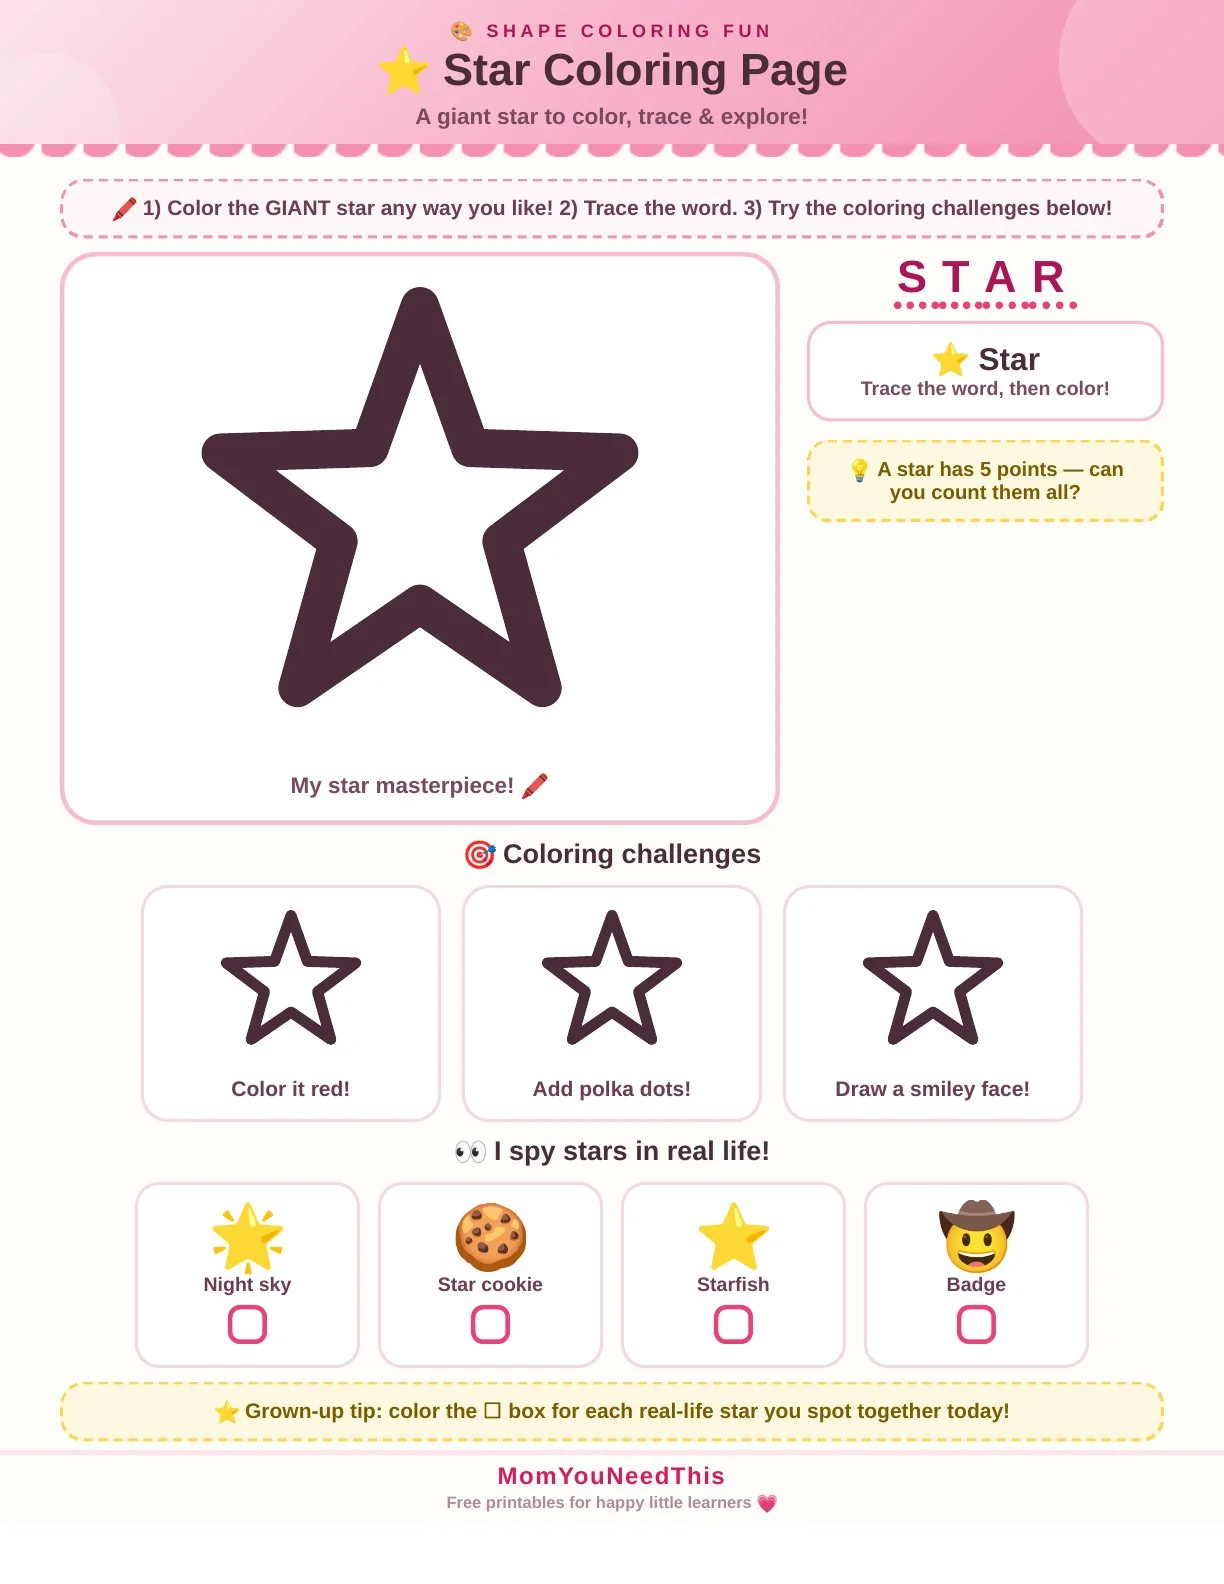 🎨 SHAPE COLORING FUN
⭐ Star Coloring Page
A giant star to color, trace & explore!
🖍️ 1) Color the GIANT star any way you like! 2) Trace the word. 3) Try the coloring challenges below!
STAR
⭐ Star
Trace the word, then color!
💡 A star has 5 points — can
you count them all?
My star masterpiece! 🖍️
🎯 Coloring challenges
Color it red!
Add polka dots!
Draw a smiley face!
👀 I spy stars in real life!
Night sky
Star cookie
Starfish
Badge
⭐ Grown-up tip: color the ☐ box for each real-life star you spot together today!
MomYouNeedThis
Free printables for happy little learners 💗